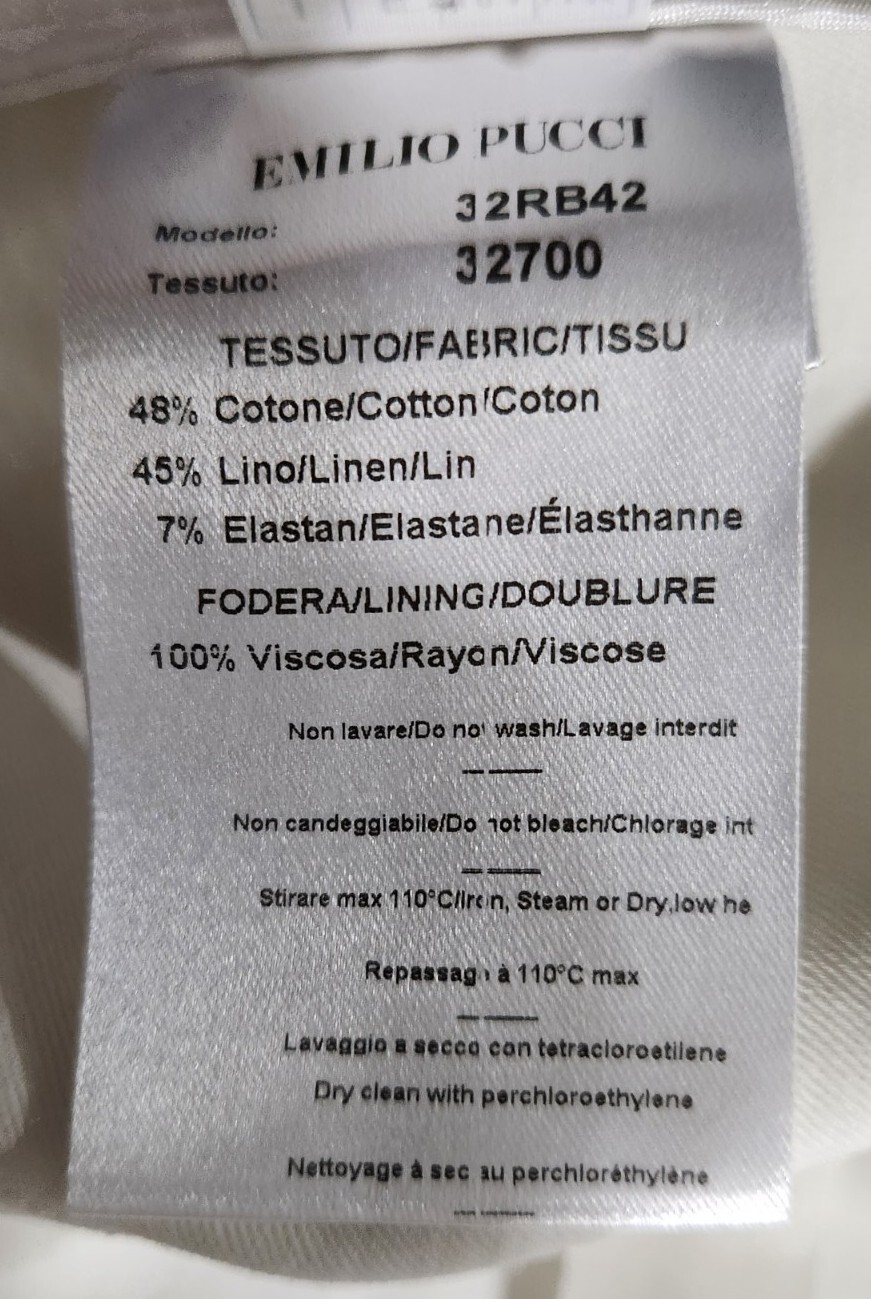 EMILIO PUCCI
Modello: 32RB42
Tessuto: 32700
TESSUTO/FABRIC/TISSU
48% Cotone/Cotton/Coton
45% Lino/Linen/Lin
7% Elastan/Elastane/Élasthanne
FODERA/LINING/DOUBLURE
100% Viscosa/Rayon/Viscose
Non lavare/Do not wash/Lavage interdit
Non candeggiabile/Do not bleach/Chlorage int
Stirare max 110°C/Iron, Steam or Dry,low he
Repassage à 110°C max
Lavaggio a secco con tetracloroetilene
Dry clean with perchloroethylene
Nettoyage à sec au perchloréthylène